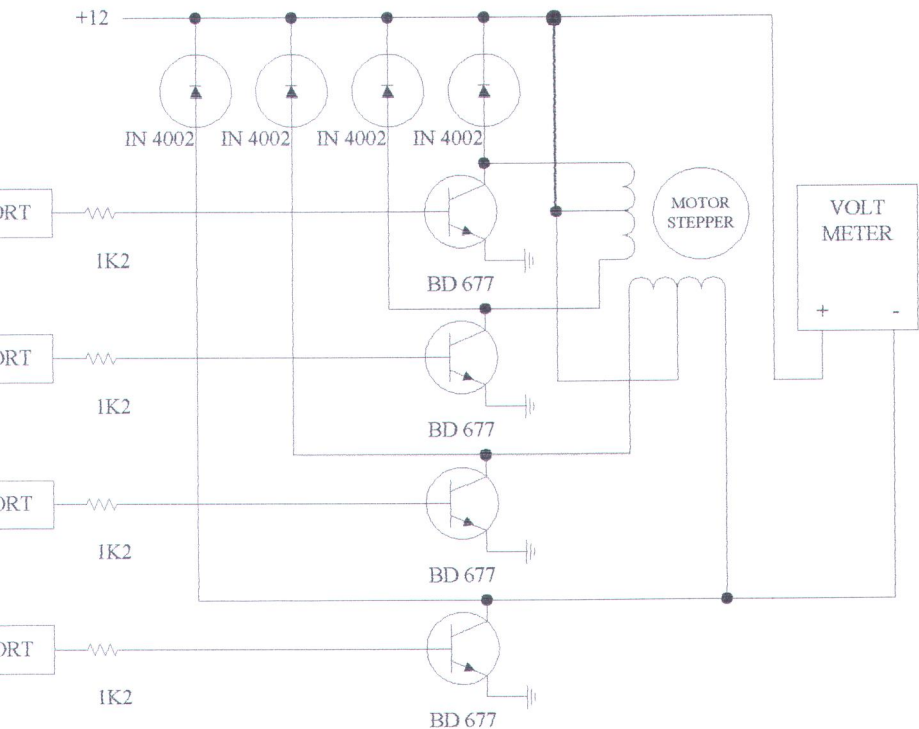 +12
IN 4002
IN 4002
IN 4002
IN 4002
ORT
1K2
BD 677
MOTOR
STEPPER
VOLT
METER
+ -
ORT
1K2
BD 677
ORT
1K2
BD 677
ORT
1K2
BD 677